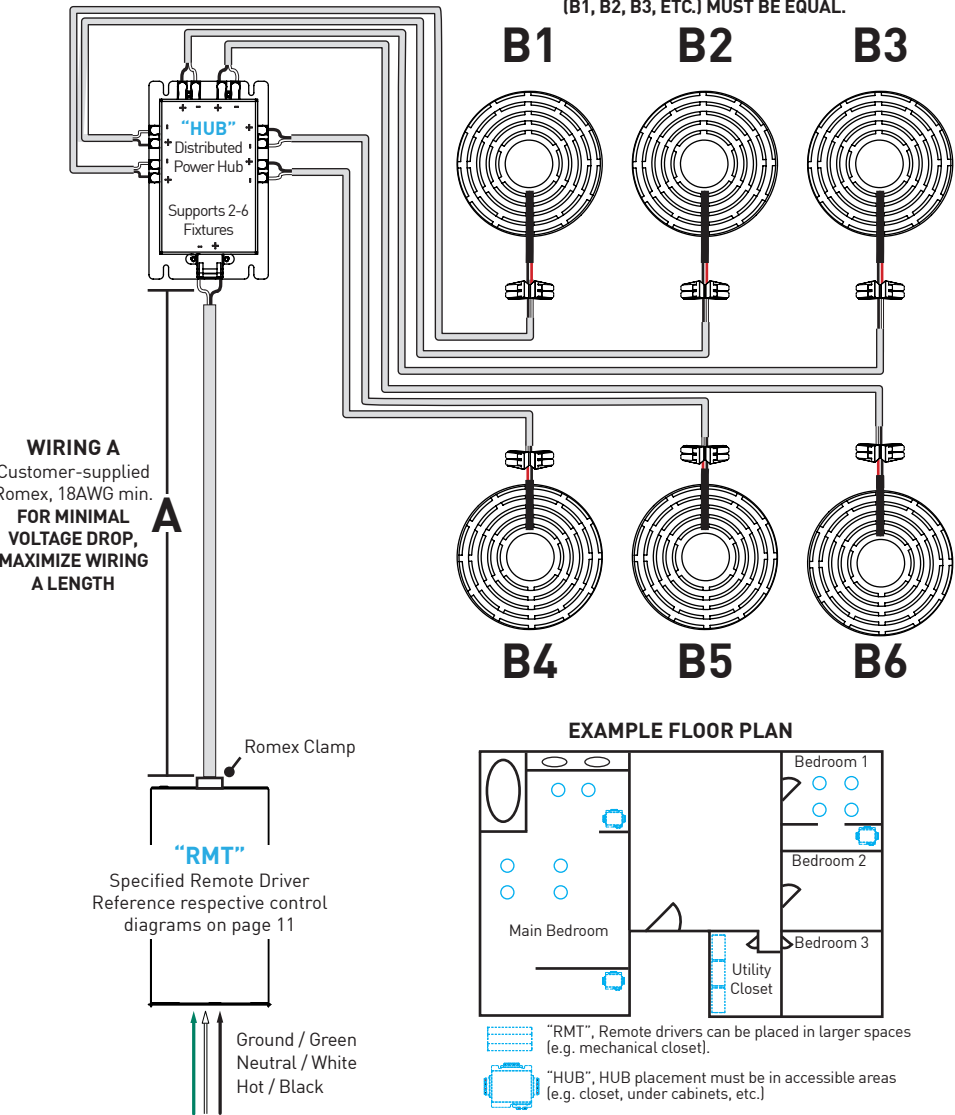 (B1, B2, B3, ETC.) MUST BE EQUAL.
B1
B2
B3
+ - + -
"HUB"
Distributed
Power Hub
Supports 2-6
Fixtures
- +
-
+
-
+
+
-
+
-
WIRING A
Customer-supplied
Romex, 18AWG min.
FOR MINIMAL
VOLTAGE DROP,
MAXIMIZE WIRING
A LENGTH
A
B4
B5
B6
Romex Clamp
"RMT"
Specified Remote Driver
Reference respective control
diagrams on page 11
Ground / Green
Neutral / White
Hot / Black
EXAMPLE FLOOR PLAN
Bedroom 1
Bedroom 2
Main Bedroom
Bedroom 3
Utility
Closet
"RMT", Remote drivers can be placed in larger spaces
(e.g. mechanical closet).
"HUB", HUB placement must be in accessible areas
(e.g. closet, under cabinets, etc.)